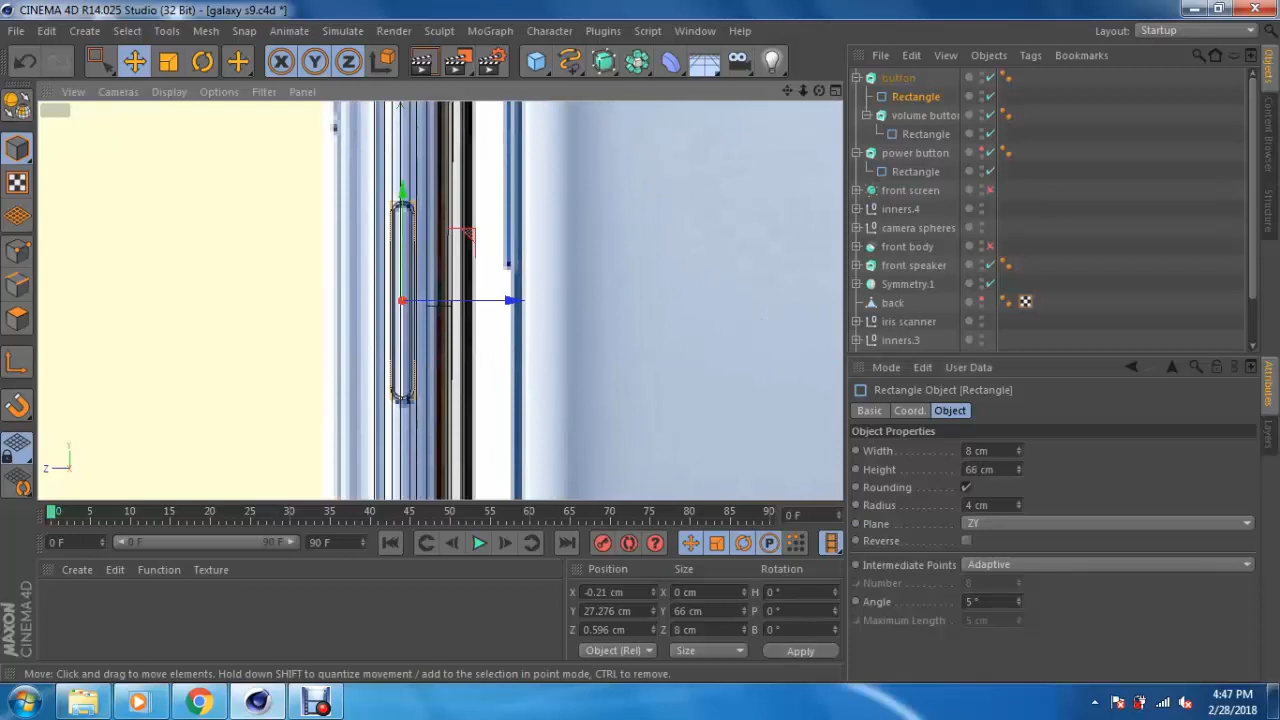 CINEMA 4D R14.025 Studio (32 Bit) - [galaxy s9.c4d *]
File Edit Create Select Tools Mesh Snap Animate Simulate Render Sculpt MoGraph Character Plugins Script Window Help Layout: Startup
X Y Z
File Edit View Objects Tags Bookmarks
View Cameras Display Options Filter Panel
button
Rectangle
volume button
Rectangle
power button
Rectangle
front screen
inners.4
camera spheres
front body
front speaker
Symmetry.1
back
iris scanner
inners.3
Objects
Content Browser
Structure
Mode Edit User Data
Rectangle Object [Rectangle]
Basic Coord. Object
Object Properties
Width 8 cm
Height 66 cm
Rounding
Radius 4 cm
Plane ZY
Reverse
Intermediate Points Adaptive
Number 8
Angle 5 °
Maximum Length 5 cm
Attributes
Layers
Y
Z
0 5 10 15 20 25 30 35 40 45 50 55 60 65 70 75 80 85 90 0 F
0 F 0 F 90 F 90 F
Create Edit Function Texture
Position Size Rotation
X -0.21 cm X 0 cm H 0 °
Y 27.276 cm Y 66 cm P 0 °
Z 0.596 cm Z 8 cm B 0 °
Object (Rel) Size Apply
MAXON
CINEMA 4D
Move: Click and drag to move elements. Hold down SHIFT to quantize movement / add to the selection in point mode, CTRL to remove.
4:47 PM
2/28/2018